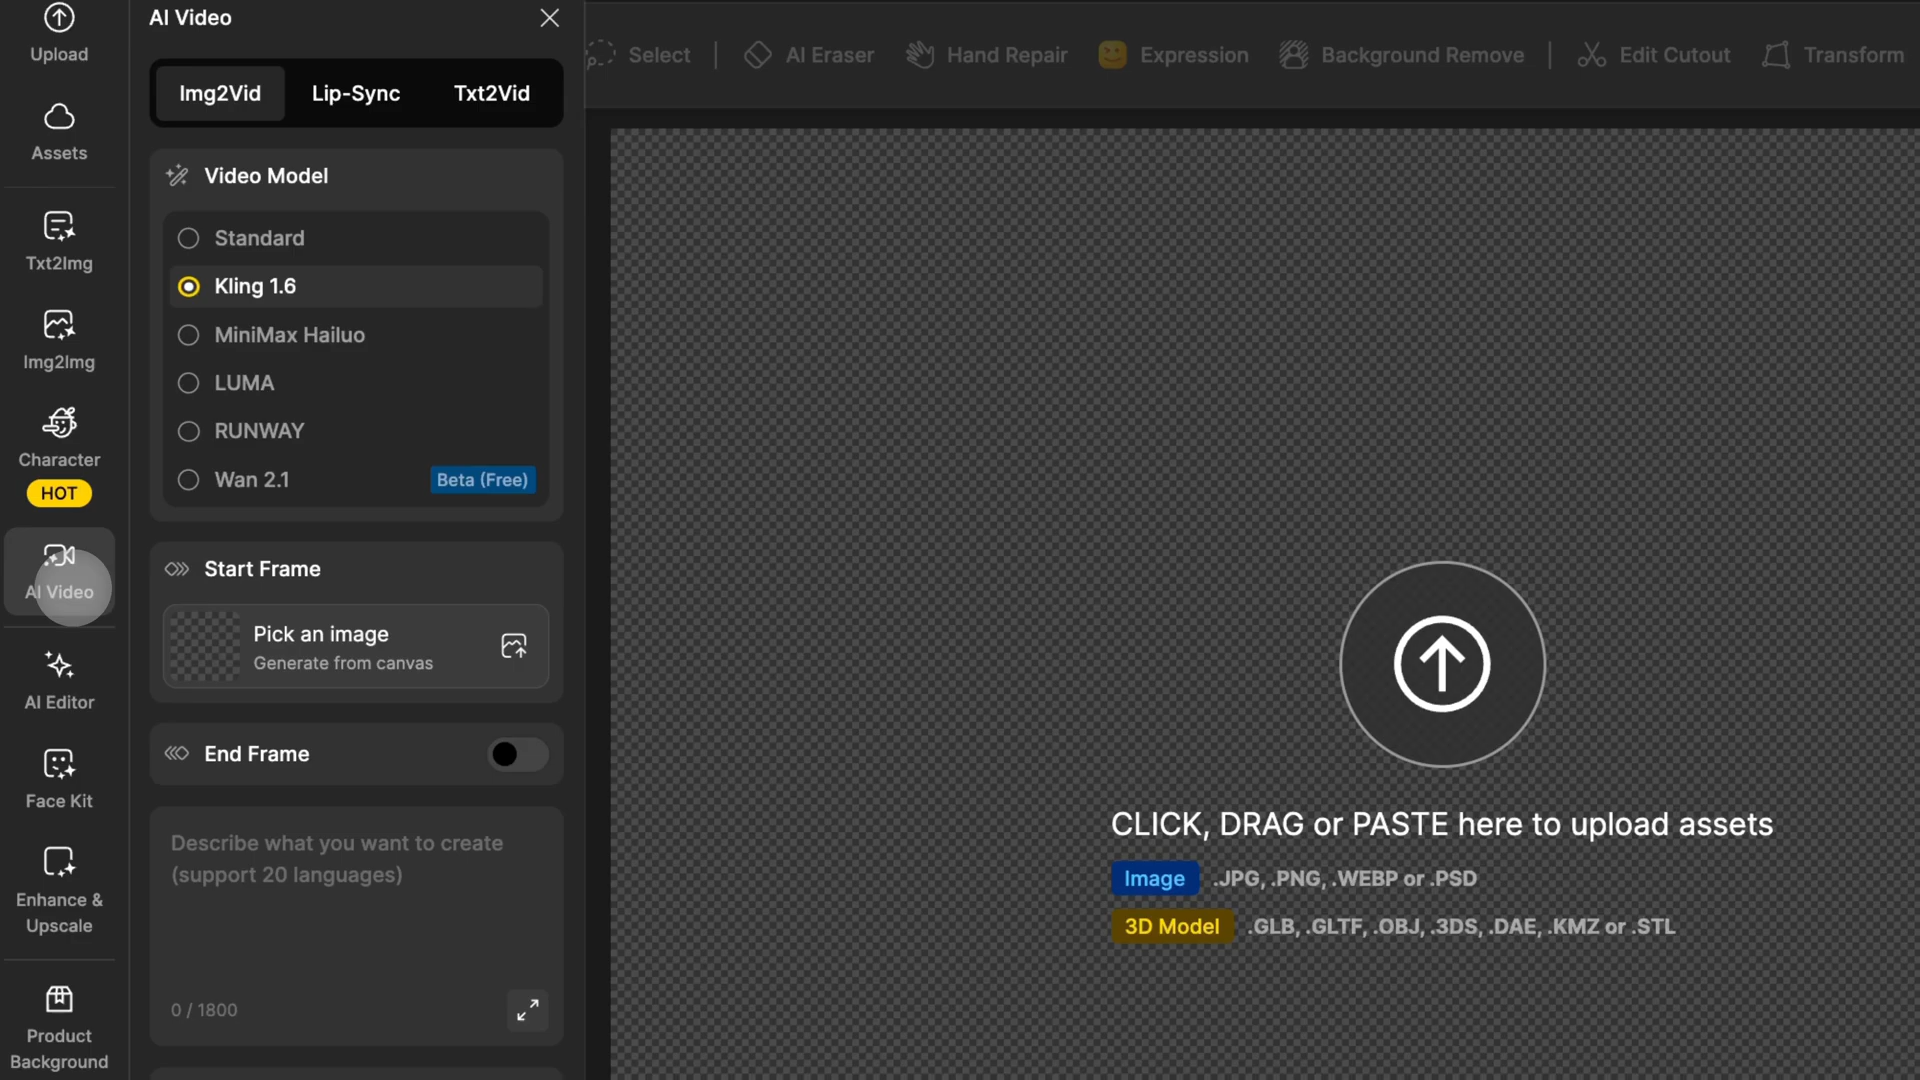 Upload
Assets
Txt2Img
Img2Img
Character
HOT
AI Video
AI Editor
Face Kit
Enhance &
Upscale
Product
Background
AI Video
Img2Vid
Lip-Sync
Txt2Vid
Video Model
Standard
Kling 1.6
MiniMax Hailuo
LUMA
RUNWAY
Wan 2.1
Beta (Free)
Start Frame
Pick an image
Generate from canvas
End Frame
Describe what you want to create
(support 20 languages)
0 / 1800
Select
AI Eraser
Hand Repair
Expression
Background Remove
Edit Cutout
Transform
CLICK, DRAG or PASTE here to upload assets
Image .JPG, .PNG, .WEBP or .PSD
3D Model .GLB, .GLTF, .OBJ, .3DS, .DAE, .KMZ or .STL